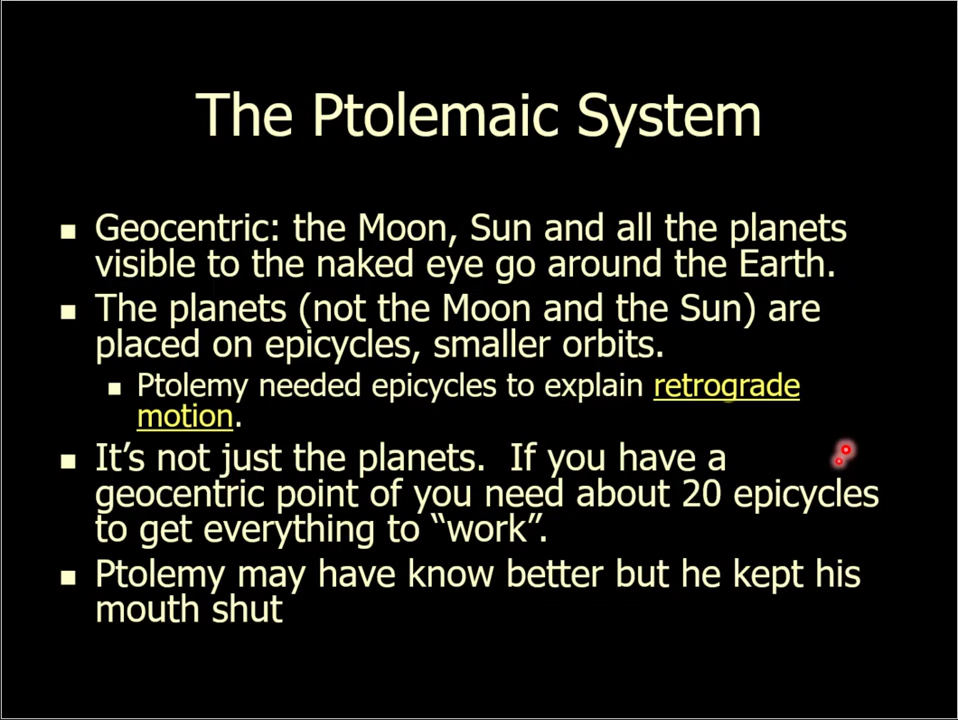 The Ptolemaic System
Geocentric: the Moon, Sun and all the planets
visible to the naked eye go around the Earth.
The planets (not the Moon and the Sun) are
placed on epicycles, smaller orbits.
Ptolemy needed epicycles to explain retrograde
motion.
It’s not just the planets.  If you have a
geocentric point of you need about 20 epicycles
to get everything to “work”.
Ptolemy may have know better but he kept his
mouth shut